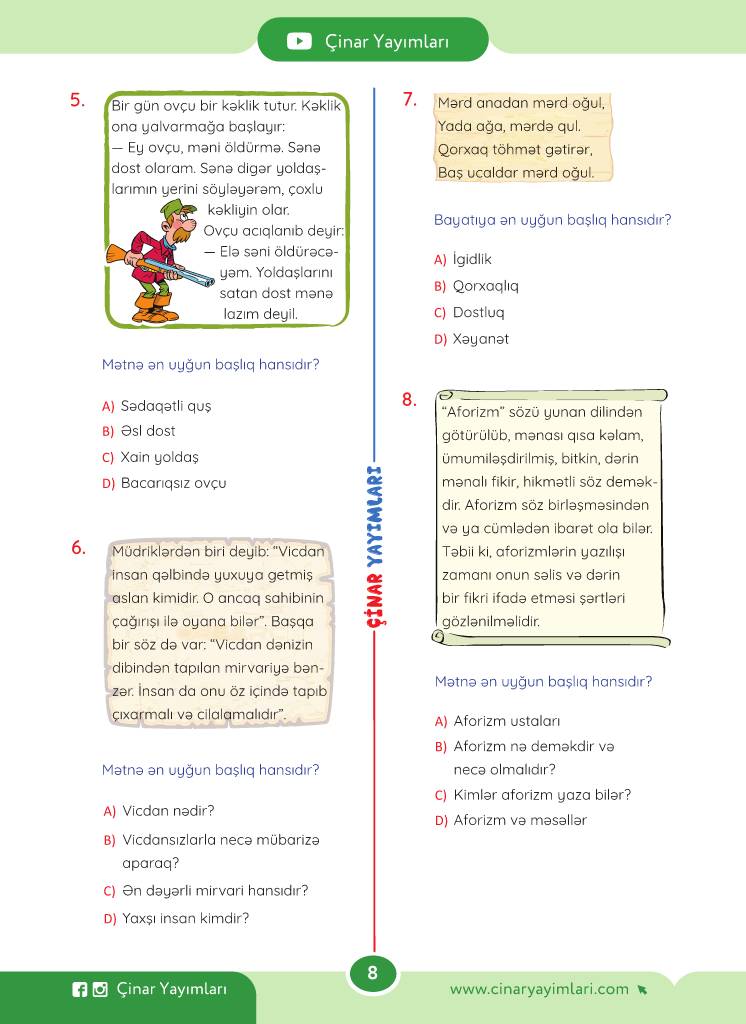 Çinar Yayımları
5.
Bir gün ovçu bir kəklik tutur. Kəklik
ona yalvarmağa başlayır:
— Ey ovçu, məni öldürmə. Sənə
dost olaram. Sənə digər yoldaş-
larımın yerini söyləyərəm, çoxlu
kəkliyin olar.
Ovçu acıqlanıb deyir:
— Elə səni öldürəcə-
yəm. Yoldaşlarını
satan dost mənə
lazım deyil.
Mətnə ən uyğun başlıq hansıdır?
A) Sədaqətli quş
B) Əsl dost
C) Xain yoldaş
D) Bacarıqsız ovçu
6.
Müdriklərdən biri deyib: “Vicdan
insan qəlbində yuxuya getmiş
aslan kimidir. O ancaq sahibinin
çağırışı ilə oyana bilər”. Başqa
bir söz də var: “Vicdan dənizin
dibindən tapılan mirvariyə bən-
zər. İnsan da onu öz içində tapıb
çıxarmalı və cilalamalıdır”.
Mətnə ən uyğun başlıq hansıdır?
A) Vicdan nədir?
B) Vicdansızlarla necə mübarizə
aparaq?
C) Ən dəyərli mirvari hansıdır?
D) Yaxşı insan kimdir?
ÇİNAR YAYIMLARI
7.
Mərd anadan mərd oğul,
Yada ağa, mərdə qul.
Qorxaq töhmət gətirər,
Baş ucaldar mərd oğul.
Bayatıya ən uyğun başlıq hansıdır?
A) İgidlik
B) Qorxaqlıq
C) Dostluq
D) Xəyanət
8.
“Aforizm” sözü yunan dilindən
götürülüb, mənası qısa kəlam,
ümumiləşdirilmiş, bitkin, dərin
mənalı fikir, hikmətli söz demək-
dir. Aforizm söz birləşməsindən
və ya cümlədən ibarət ola bilər.
Təbii ki, aforizmlərin yazılışı
zamanı onun səlis və dərin
bir fikri ifadə etməsi şərtləri
gözlənilməlidir.
Mətnə ən uyğun başlıq hansıdır?
A) Aforizm ustaları
B) Aforizm nə deməkdir və
necə olmalıdır?
C) Kimlər aforizm yaza bilər?
D) Aforizm və məsəllər
Çinar Yayımları
8
www.cinaryayimlari.com